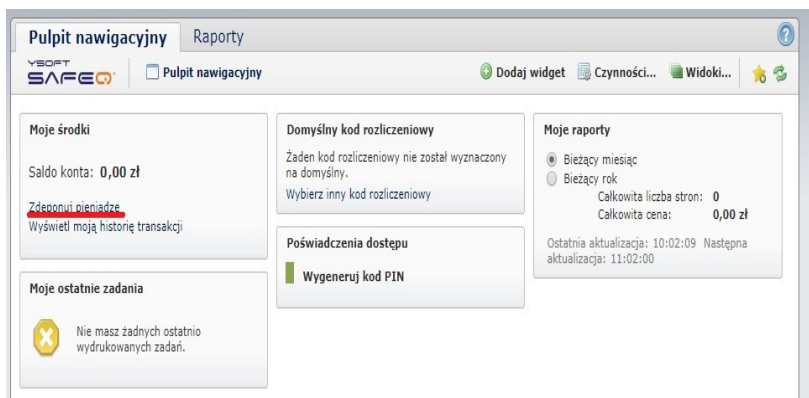 Pulpit nawigacyjny Raporty
YSOFT
SAFEQ
Pulpit nawigacyjny Dodaj widget Czynności... Widoki...
Moje środki
Saldo konta: 0,00 zł
Zdeponuj pieniądze
Wyświetl moją historię transakcji
Moje ostatnie zadania
Nie masz żadnych ostatnio
wydrukowanych zadań.
Domyślny kod rozliczeniowy
Żaden kod rozliczeniowy nie został wyznaczony
na domyślny.
Wybierz inny kod rozliczeniowy
Poświadczenia dostępu
Wygeneruj kod PIN
Moje raporty
Bieżący miesiąc
Bieżący rok
Całkowita liczba stron: 0
Całkowita cena: 0,00 zł
Ostatnia aktualizacja: 10:02:09 Następna
aktualizacja: 11:02:00